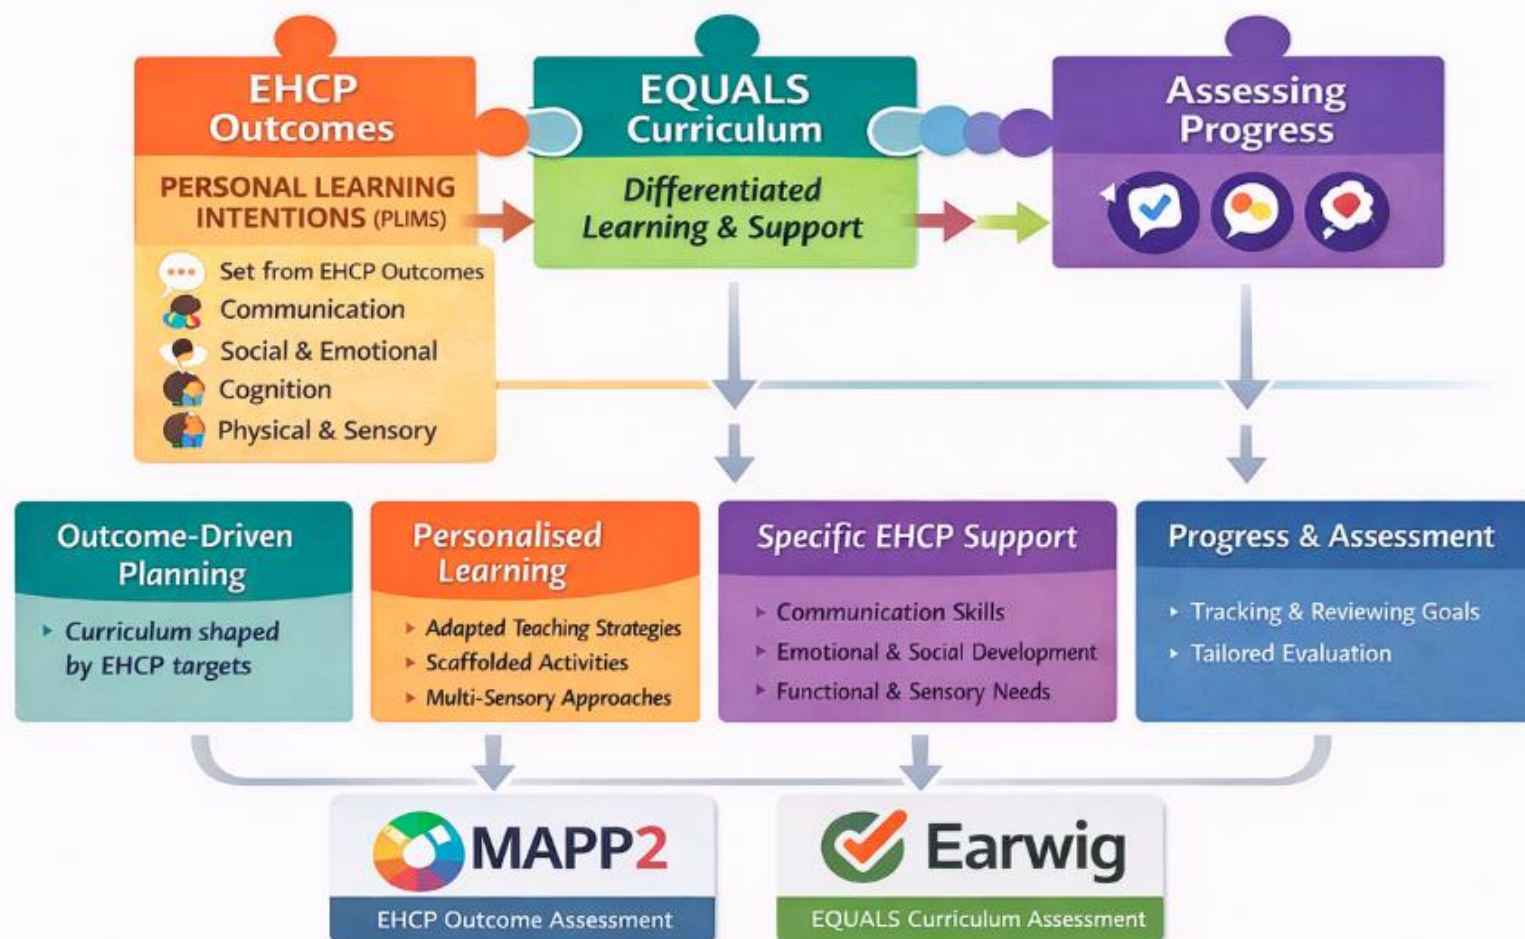 EHCP
Outcomes
PERSONAL LEARNING
INTENTIONS (PLIMS)
Set from EHCP Outcomes
Communication
Social & Emotional
Cognition
Physical & Sensory
EQUALS
Curriculum
Differentiated
Learning & Support
Assessing
Progress
Outcome-Driven
Planning
Curriculum shaped
by EHCP targets
Personalised
Learning
Adapted Teaching Strategies
Scaffolded Activities
Multi-Sensory Approaches
Specific EHCP Support
Communication Skills
Emotional & Social Development
Functional & Sensory Needs
Progress & Assessment
Tracking & Reviewing Goals
Tailored Evaluation
MAPP2
EHCP Outcome Assessment
Earwig
EQUALS Curriculum Assessment